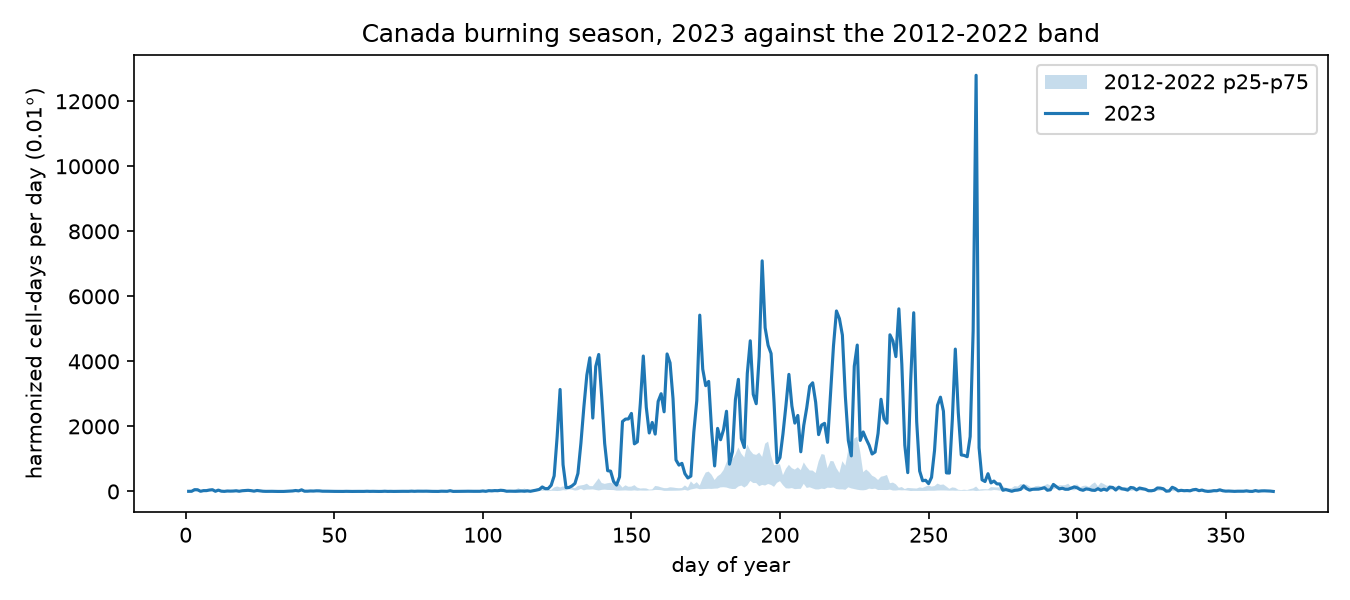 Canada burning season, 2023 against the 2012-2022 band
harmonized cell-days per day (0.01°)
12000
10000
8000
6000
4000
2000
0
2012-2022 p25-p75
2023
0 50 100 150 200 250 300 350
day of year